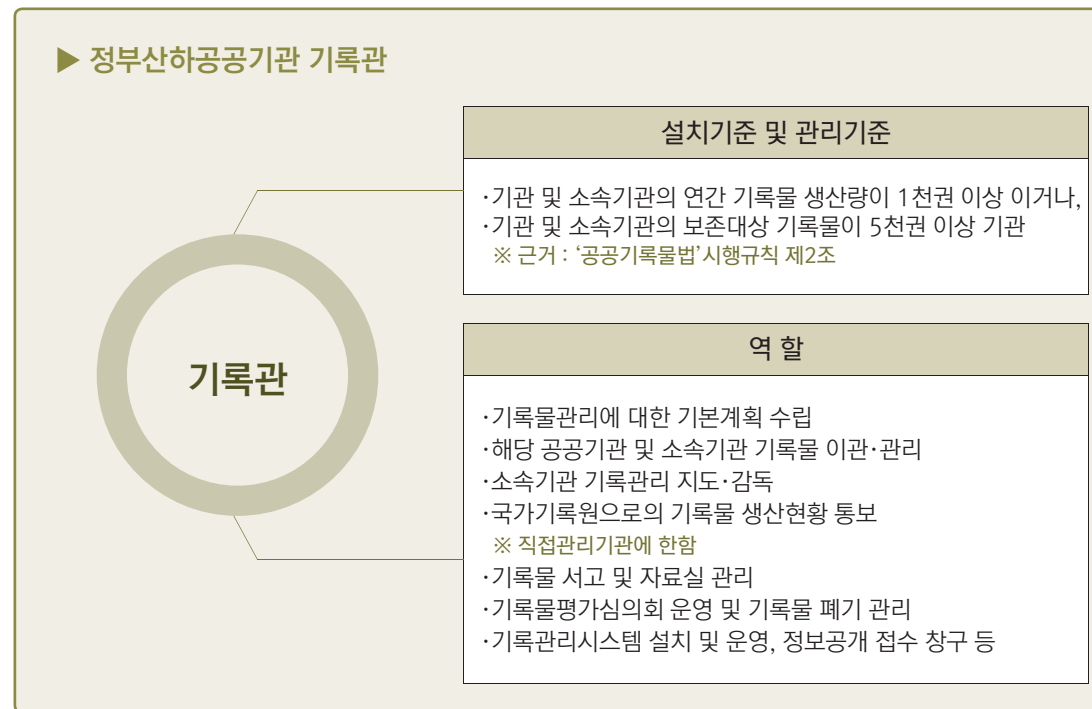 ▶ 정부산하공공기관 기록관
기록관
설치기준 및 관리기준
·기관 및 소속기관의 연간 기록물 생산량이 1천권 이상 이거나,
·기관 및 소속기관의 보존대상 기록물이 5천권 이상 기관
※ 근거 : ‘공공기록물법’시행규칙 제2조
역 할
·기록물관리에 대한 기본계획 수립
·해당 공공기관 및 소속기관 기록물 이관·관리
·소속기관 기록관리 지도·감독
·국가기록원으로의 기록물 생산현황 통보
※ 직접관리기관에 한함
·기록물 서고 및 자료실 관리
·기록물평가심의회 운영 및 기록물 폐기 관리
·기록관리시스템 설치 및 운영, 정보공개 접수 창구 등